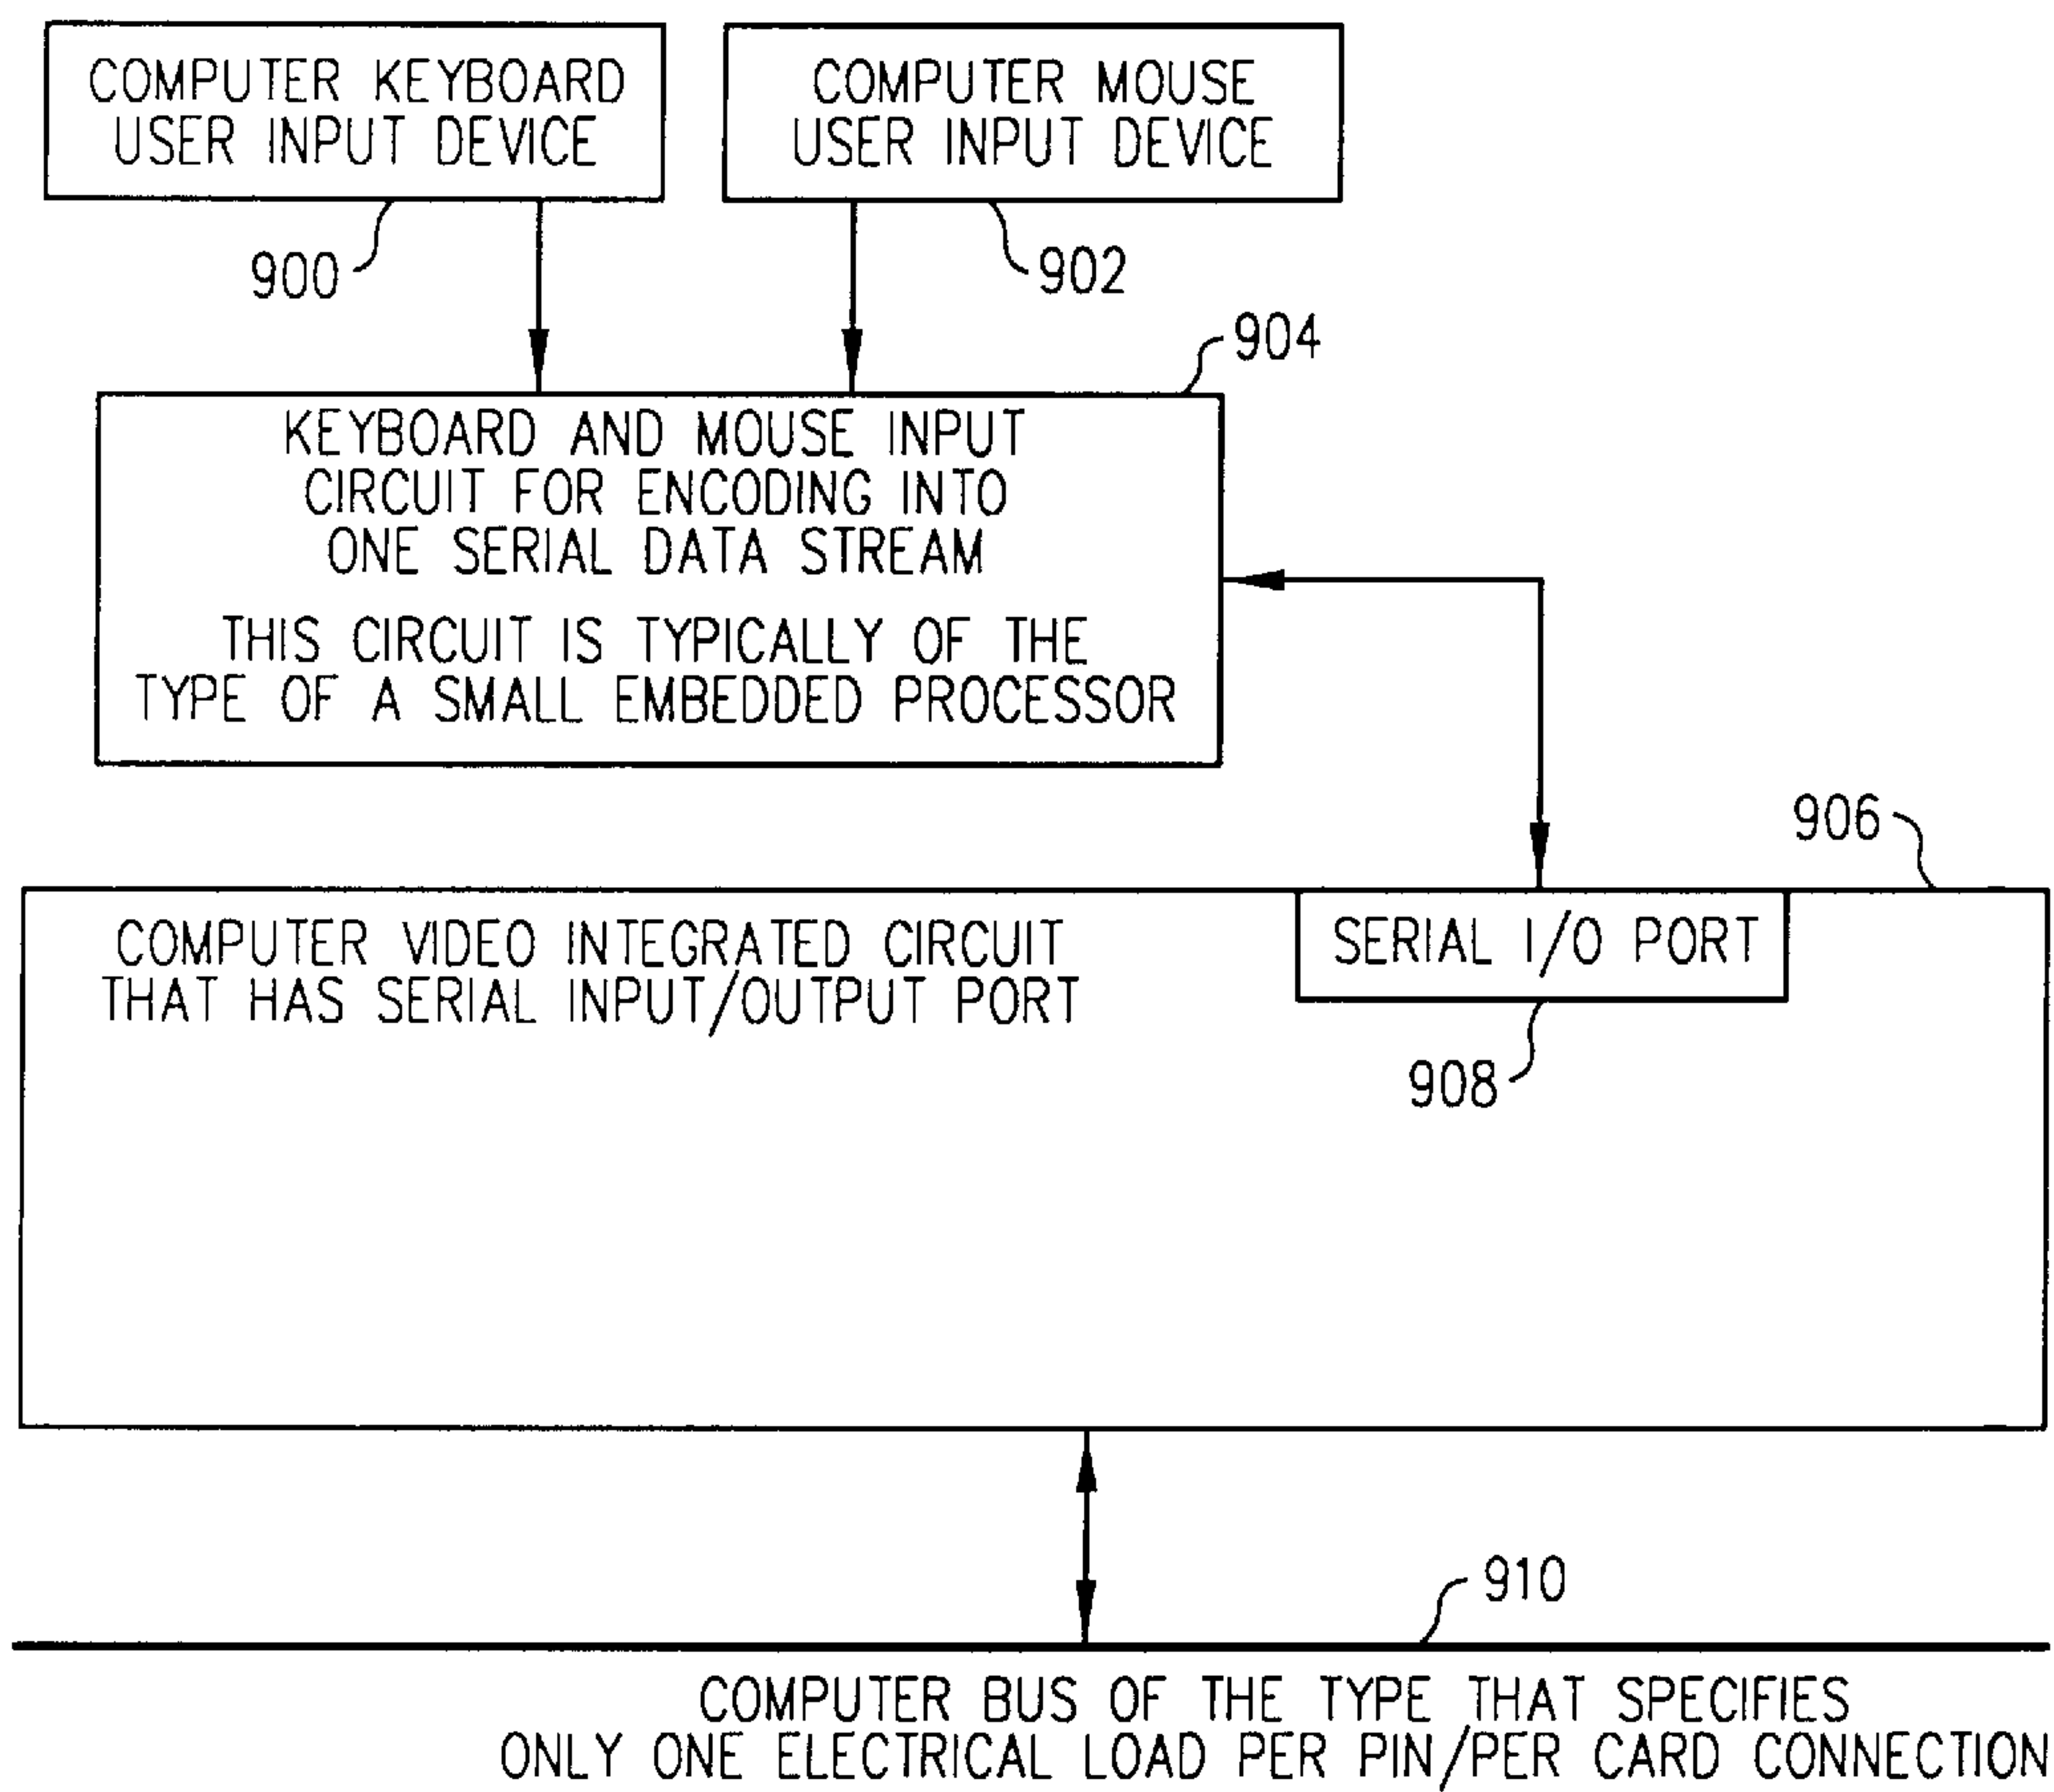 COMPUTER KEYBOARD
USER INPUT DEVICE
COMPUTER MOUSE
USER INPUT DEVICE
900
902
904
KEYBOARD AND MOUSE INPUT
CIRCUIT FOR ENCODING INTO
ONE SERIAL DATA STREAM
THIS CIRCUIT IS TYPICALLY OF THE
TYPE OF A SMALL EMBEDDED PROCESSOR
906
COMPUTER VIDEO INTEGRATED CIRCUIT
THAT HAS SERIAL INPUT/OUTPUT PORT
SERIAL I/O PORT
908
910
COMPUTER BUS OF THE TYPE THAT SPECIFIES
ONLY ONE ELECTRICAL LOAD PER PIN/PER CARD CONNECTION